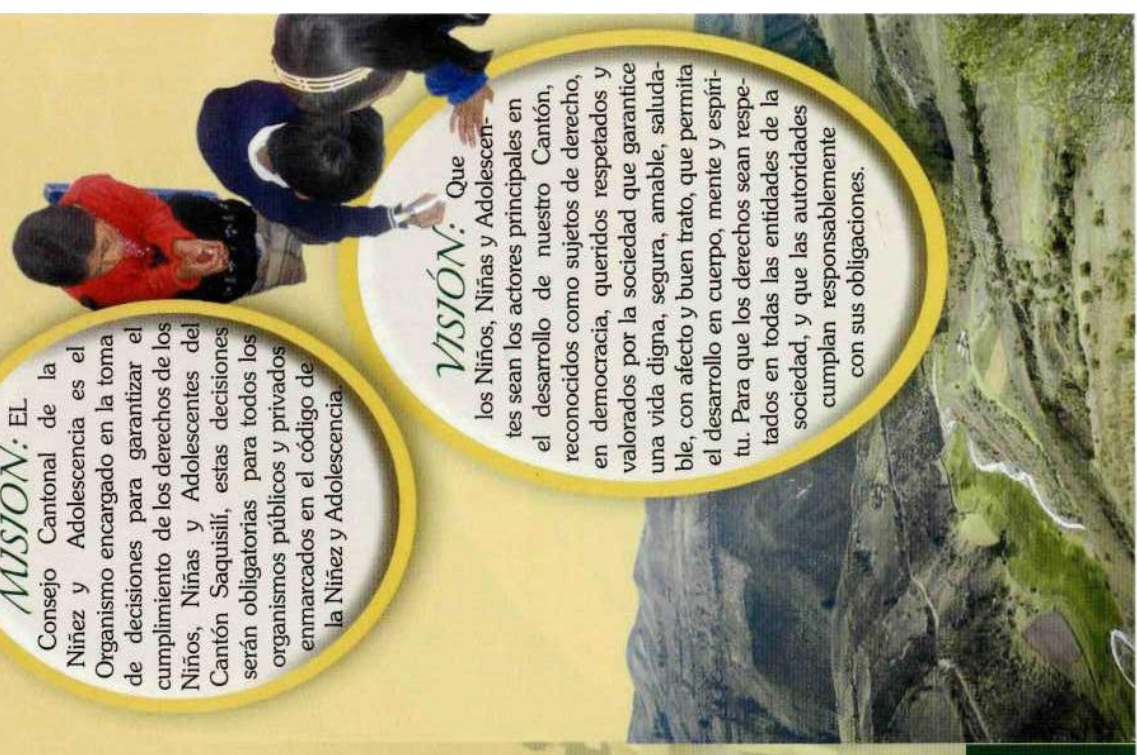 MISIÓN: EL
Consejo Cantonal de la
Niñez y Adolescencia es el
Organismo encargado en la toma
de decisiones para garantizar el
cumplimiento de los derechos de los
Niños, Niñas y Adolescentes del
Cantón Saquisilí, estas decisiones
serán obligatorias para todos los
organismos públicos y privados
enmarcados en el código de
la Niñez y Adolescencia.
VISIÓN: Que
los Niños, Niñas y Adolescen-
tes sean los actores principales en
el desarrollo de nuestro Cantón,
reconocidos como sujetos de derecho,
en democracia, queridos respetados y
valorados por la sociedad que garantice
una vida digna, segura, amable, saluda-
ble, con afecto y buen trato, que permita
el desarrollo en cuerpo, mente y espiri-
tu. Para que los derechos sean respe-
tados en todas las entidades de la
sociedad, y que las autoridades
cumplan responsablemente
con sus obligaciones.